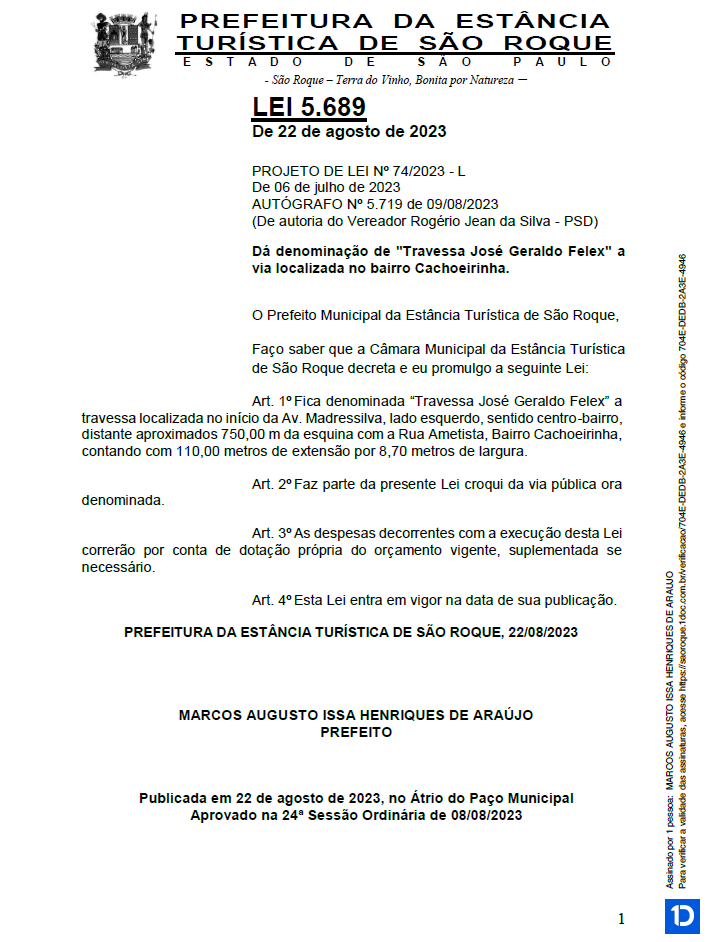 PREFEITURA DA ESTÂNCIA
TURÍSTICA DE SÃO ROQUE
ESTADO DE SÃO PAULO
- São Roque – Terra do Vinho, Bonita por Natureza –
LEI 5.689
De 22 de agosto de 2023
PROJETO DE LEI Nº 74/2023 - L
De 06 de julho de 2023
AUTÓGRAFO Nº 5.719 de 09/08/2023
(De autoria do Vereador Rogério Jean da Silva - PSD)
Dá denominação de "Travessa José Geraldo Felex" a
via localizada no bairro Cachoeirinha.
O Prefeito Municipal da Estância Turística de São Roque,
Faço saber que a Câmara Municipal da Estância Turística
de São Roque decreta e eu promulgo a seguinte Lei:
Art. 1º Fica denominada “Travessa José Geraldo Felex” a
travessa localizada no início da Av. Madressilva, lado esquerdo, sentido centro-bairro,
distante aproximados 750,00 m da esquina com a Rua Ametista, Bairro Cachoeirinha,
contando com 110,00 metros de extensão por 8,70 metros de largura.
Art. 2º Faz parte da presente Lei croqui da via pública ora
denominada.
Art. 3º As despesas decorrentes com a execução desta Lei
correrão por conta de dotação própria do orçamento vigente, suplementada se
necessário.
Art. 4º Esta Lei entra em vigor na data de sua publicação.
PREFEITURA DA ESTÂNCIA TURÍSTICA DE SÃO ROQUE, 22/08/2023
MARCOS AUGUSTO ISSA HENRIQUES DE ARAÚJO
PREFEITO
Publicada em 22 de agosto de 2023, no Átrio do Paço Municipal
Aprovado na 24ª Sessão Ordinária de 08/08/2023
1
Assinado por 1 pessoa: MARCOS AUGUSTO ISSA HENRIQUES DE ARAUJO
Para verificar a validade das assinaturas, acesse https://saoroque.1doc.com.br/verificacao/704E-DEDB-2A3E-4946 e informe o código 704E-DEDB-2A3E-4946
1D